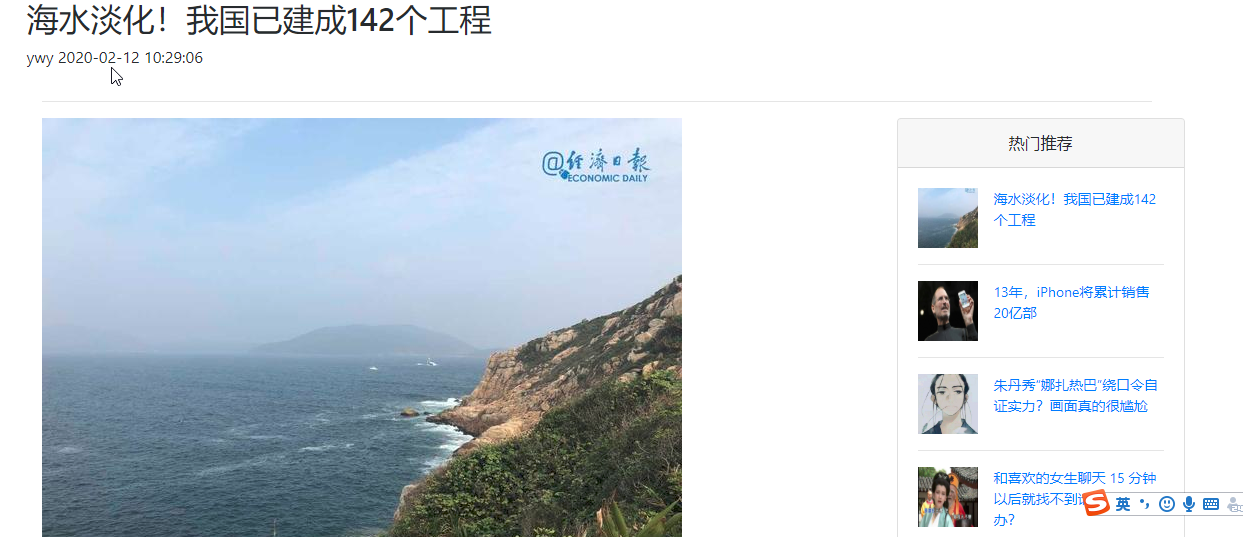 海水淡化！我国已建成142个工程
ywy 2020-02-12 10:29:06
@经濟日報
ECONOMIC DAILY
热门推荐
海水淡化！我国已建成142
个工程
13年，iPhone将累计销售
20亿部
朱丹秀“娜扎热巴”绕口令自
证实力？画面真的很尴尬
和喜欢的女生聊天 15 分钟
以后就找不到
办？
英